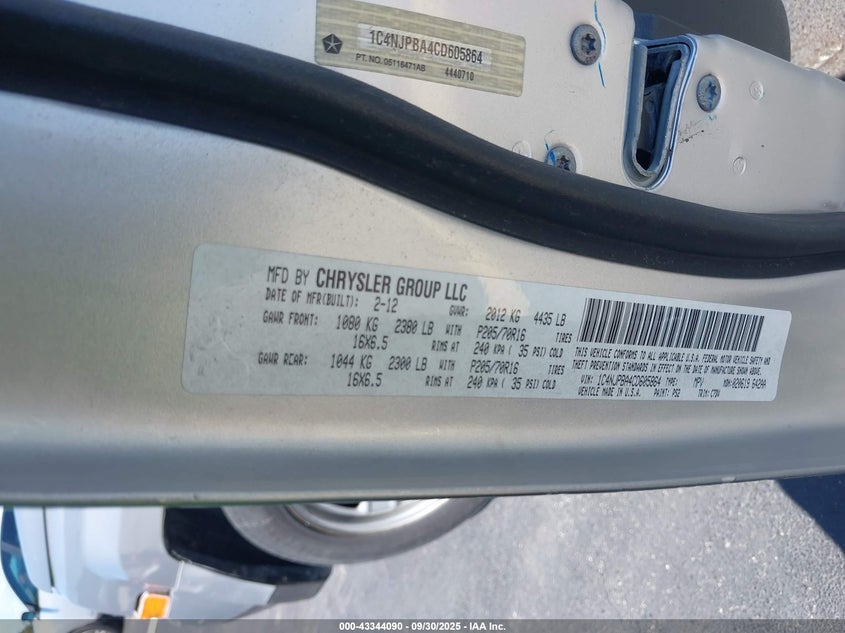 1C4NJPBA4CD605864
PT. NO. 05116471AB 4440710
MFD BY CHRYSLER GROUP LLC
DATE OF MFR(BUILT): 2-12 GVWR: 2012 KG 4435 LB
GAWR FRONT: 1080 KG 2380 LB WITH P205/70R16 TIRES
16X6.5 RIMS AT 240 KPA ( 35 PSI) COLD
GAWR REAR: 1044 KG 2300 LB WITH P205/70R16 TIRES
16X6.5 RIMS AT 240 KPA ( 35 PSI) COLD
THIS VEHICLE CONFORMS TO ALL APPLICABLE U.S.A. FEDERAL MOTOR VEHICLE SAFETY AND
THEFT PREVENTION STANDARDS IN EFFECT ON THE DATE OF MANUFACTURE SHOWN ABOVE.
VIN: 1C4NJPBA4CD605864 TYPE: MPV MDH: 020619 642AA
VEHICLE MADE IN U.S.A. PAINT: PS2 TRIM: C7DV
000-43344090 - 09/30/2025 - IAA Inc.